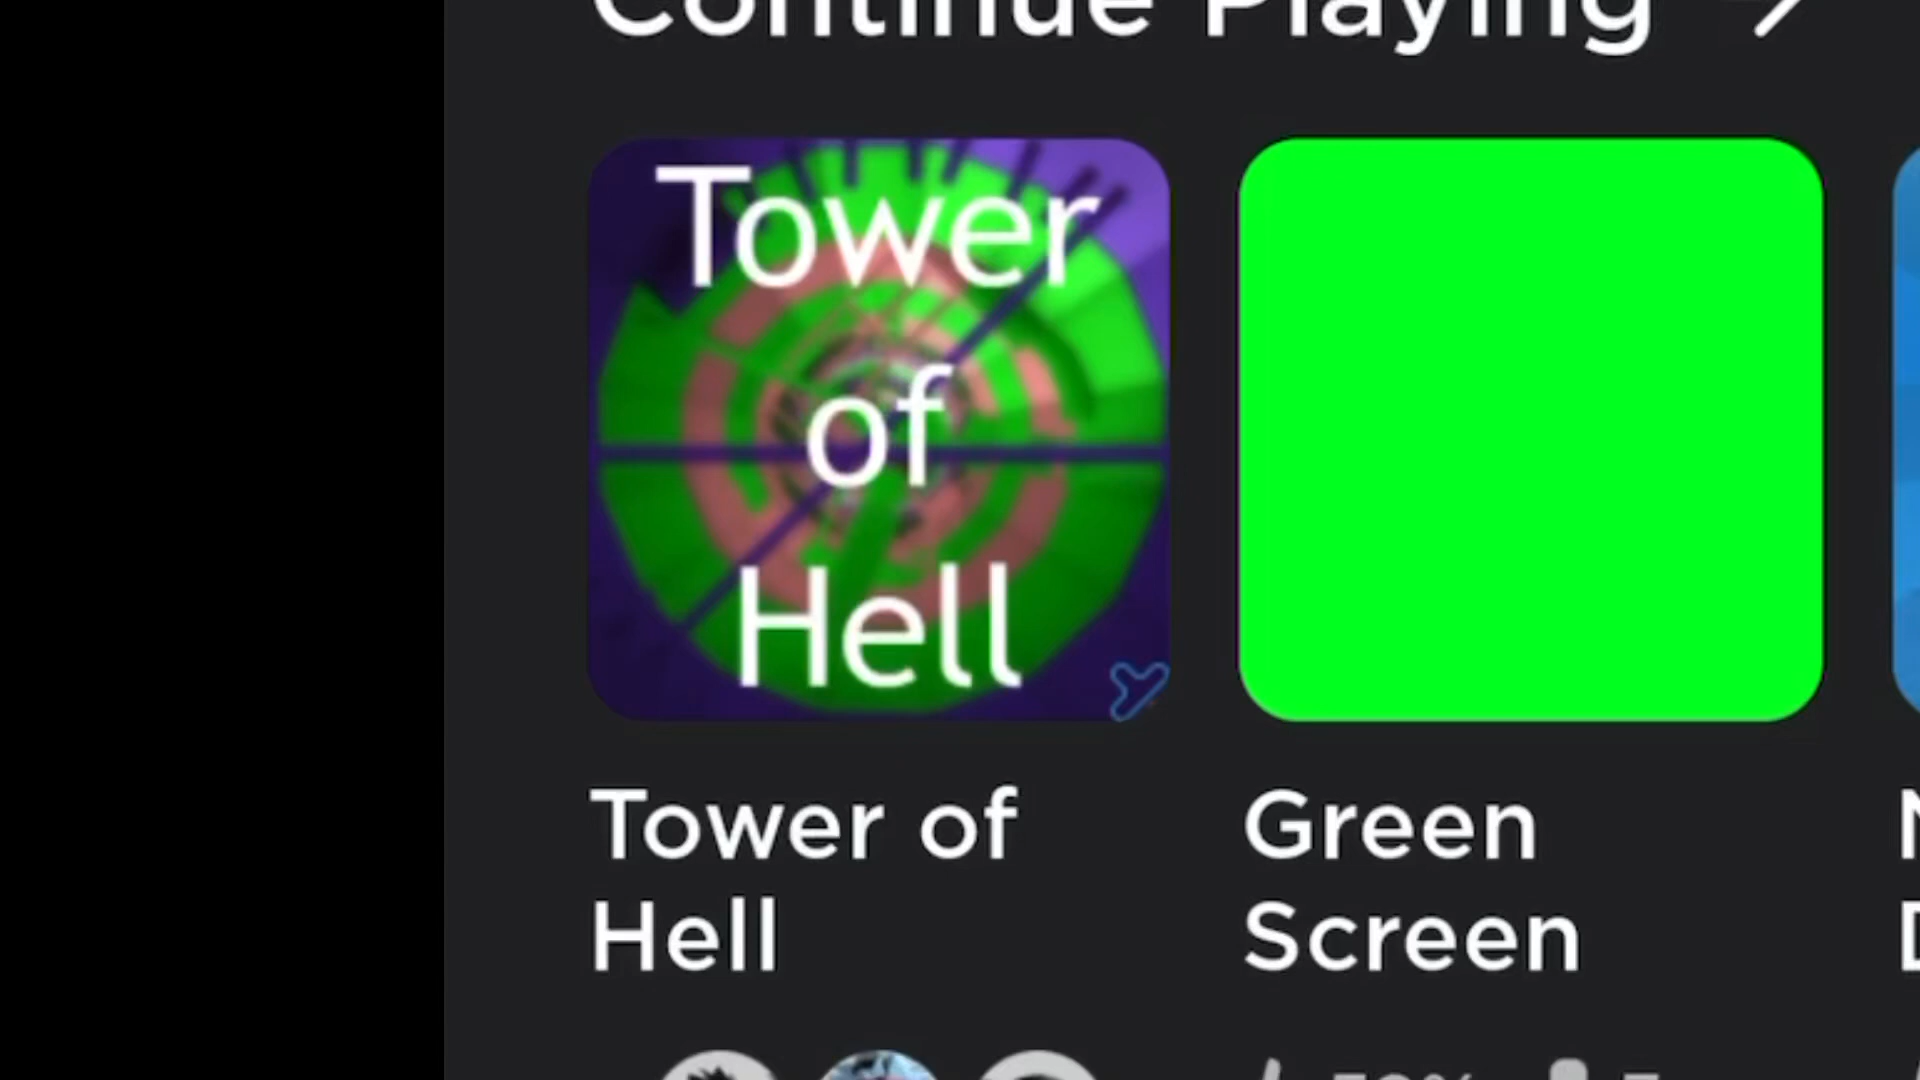 Continue Playing
Tower
of
Hell
Tower of
Hell
Green
Screen